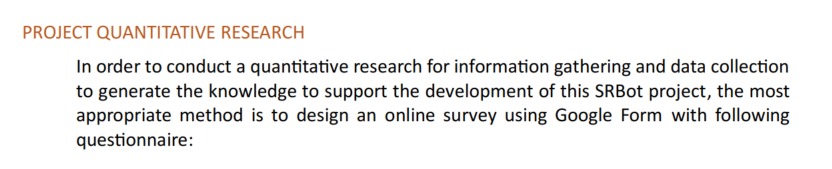 PROJECT QUANTITATIVE RESEARCH
In order to conduct a quantitative research for information gathering and data collection
to generate the knowledge to support the development of this SRBot project, the most
appropriate method is to design an online survey using Google Form with following
questionnaire: